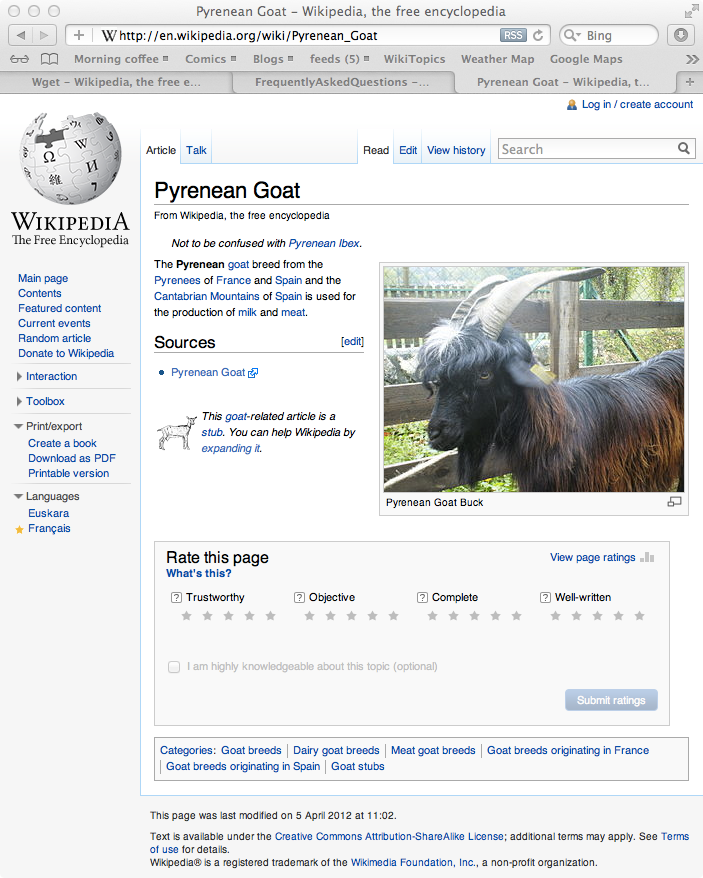 Pyrenean Goat – Wikipedia, the free encyclopedia
http://en.wikipedia.org/wiki/Pyrenean_Goat
RSS
Bing
Morning coffee
Comics
Blogs
feeds (5)
WikiTopics
Weather Map
Google Maps
Wget – Wikipedia, the free e...
FrequentlyAskedQuestions –...
Pyrenean Goat – Wikipedia, t...
Log in / create account
Article
Talk
Read
Edit
View history
Search
WIKIPEDIA
The Free Encyclopedia
Main page
Contents
Featured content
Current events
Random article
Donate to Wikipedia
Interaction
Toolbox
Print/export
Create a book
Download as PDF
Printable version
Languages
Euskara
Français
Pyrenean Goat
From Wikipedia, the free encyclopedia
Not to be confused with Pyrenean Ibex.
The Pyrenean goat breed from the
Pyrenees of France and Spain and the
Cantabrian Mountains of Spain is used for
the production of milk and meat.
Sources
[edit]
Pyrenean Goat
This goat-related article is a
stub. You can help Wikipedia by
expanding it.
Pyrenean Goat Buck
Rate this page
View page ratings
What's this?
? Trustworthy
? Objective
? Complete
? Well-written
I am highly knowledgeable about this topic (optional)
Submit ratings
Categories: Goat breeds | Dairy goat breeds | Meat goat breeds | Goat breeds originating in France
| Goat breeds originating in Spain | Goat stubs
This page was last modified on 5 April 2012 at 11:02.
Text is available under the Creative Commons Attribution-ShareAlike License; additional terms may apply. See Terms
of use for details.
Wikipedia® is a registered trademark of the Wikimedia Foundation, Inc., a non-profit organization.